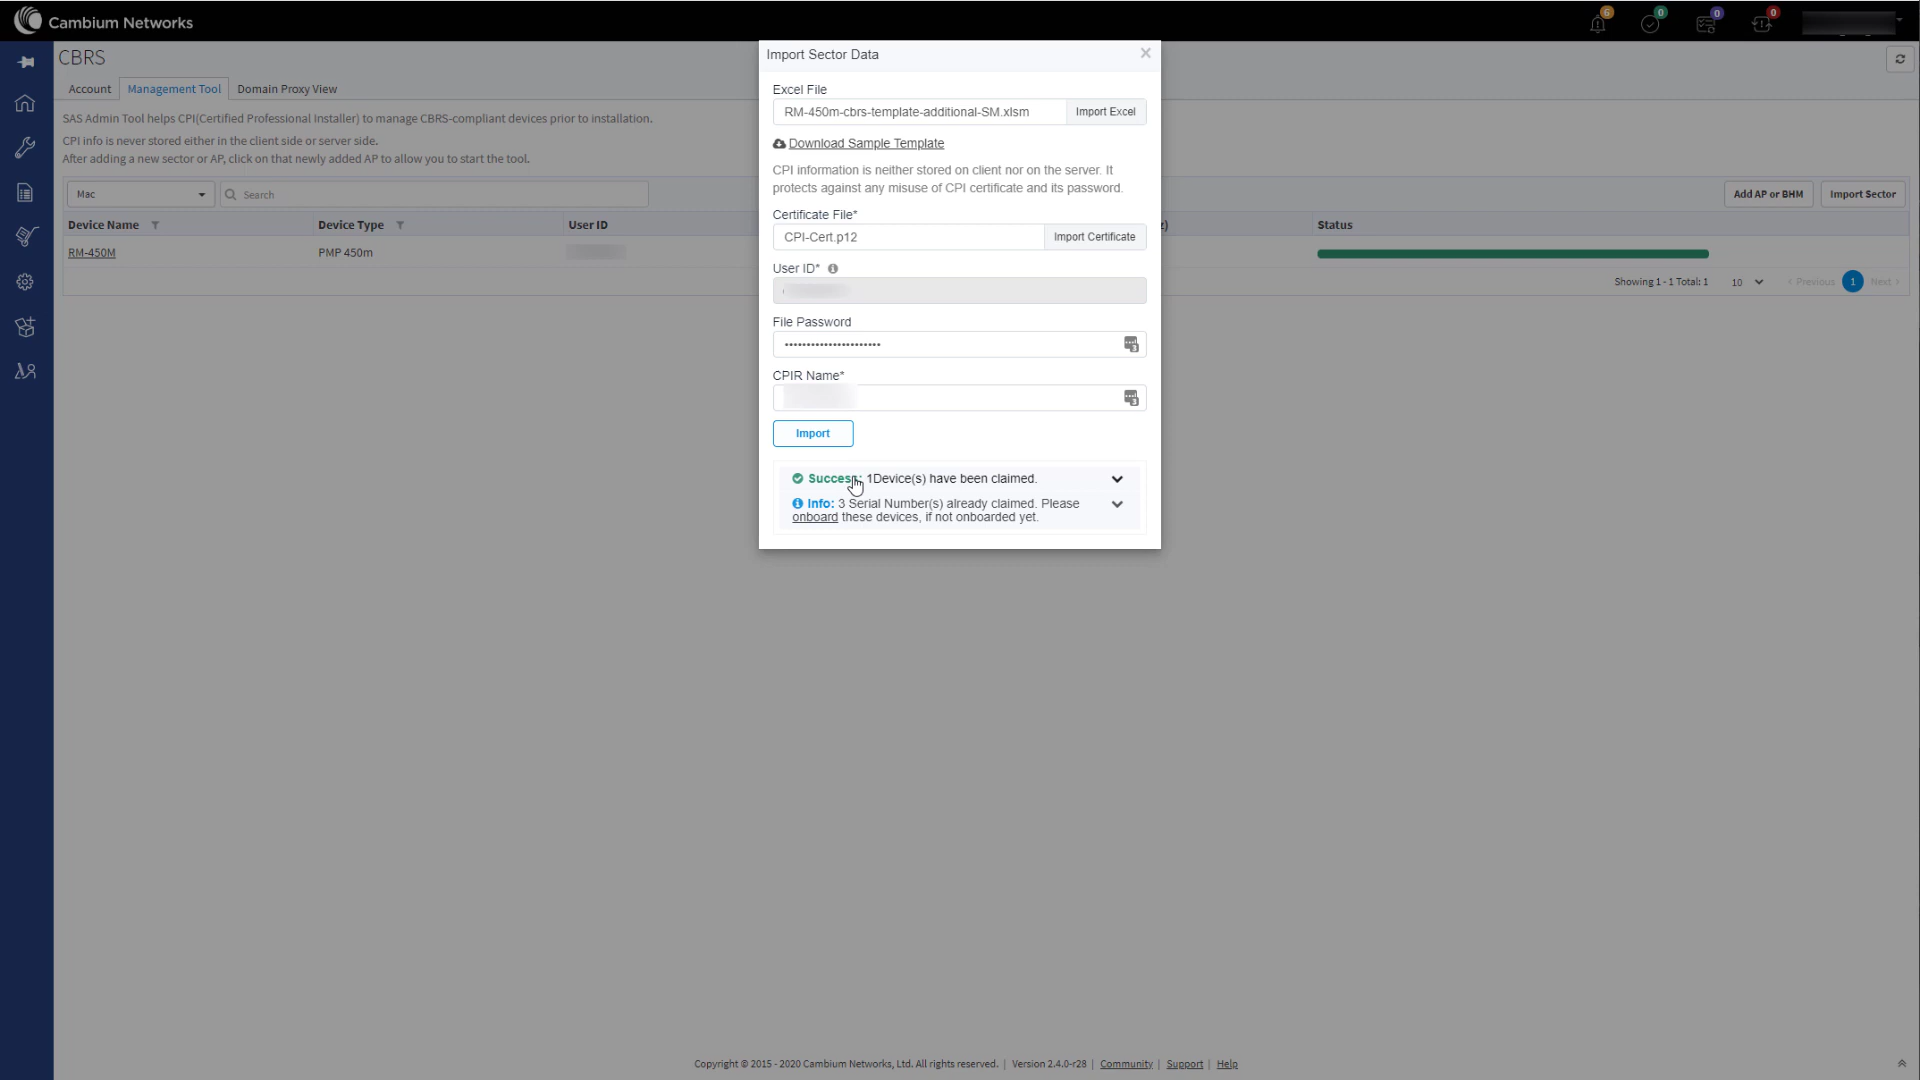 Cambium Networks
6
0
0
0
CBRS
Account
Management Tool
Domain Proxy View
SAS Admin Tool helps CPI(Certified Professional Installer) to manage CBRS-compliant devices prior to installation.
CPI info is never stored either in the client side or server side.
After adding a new sector or AP, click on that newly added AP to allow you to start the tool.
Mac
Search
Add AP or BHM
Import Sector
Device Name
Device Type
User ID
Status
RM-450M
PMP 450m
Showing 1 - 1 Total: 1
10
‹ Previous
1
Next ›
Import Sector Data
Excel File
RM-450m-cbrs-template-additional-SM.xlsm
Import Excel
Download Sample Template
CPI information is neither stored on client nor on the server. It
protects against any misuse of CPI certificate and its password.
Certificate File*
CPI-Cert.p12
Import Certificate
User ID*
File Password
CPIR Name*
Import
Success: 1Device(s) have been claimed.
Info: 3 Serial Number(s) already claimed. Please
onboard these devices, if not onboarded yet.
Copyright © 2015 - 2020 Cambium Networks, Ltd. All rights reserved. | Version 2.4.0-r28 | Community | Support | Help